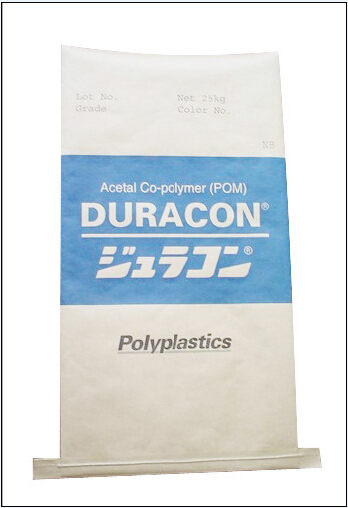 Lot No. Net 25kg
Grade Color No.
NB
Acetal Co-polymer (POM)
DURACON®
ジュラコン®
Polyplastics